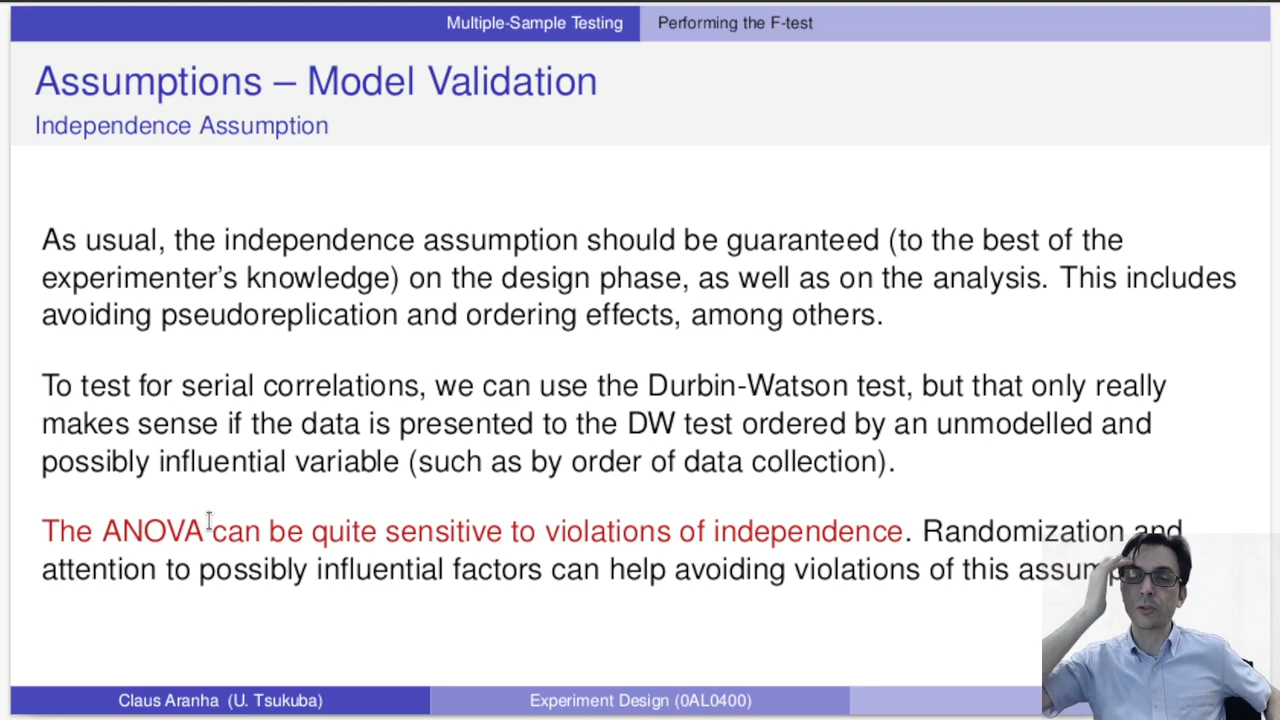 Multiple-Sample Testing Performing the F-test
Assumptions – Model Validation
Independence Assumption
As usual, the independence assumption should be guaranteed (to the best of the
experimenter's knowledge) on the design phase, as well as on the analysis. This includes
avoiding pseudoreplication and ordering effects, among others.
To test for serial correlations, we can use the Durbin-Watson test, but that only really
makes sense if the data is presented to the DW test ordered by an unmodelled and
possibly influential variable (such as by order of data collection).
The ANOVA can be quite sensitive to violations of independence. Randomization and
attention to possibly influential factors can help avoiding violations of this
Claus Aranha (U. Tsukuba) Experiment Design (0AL0400)